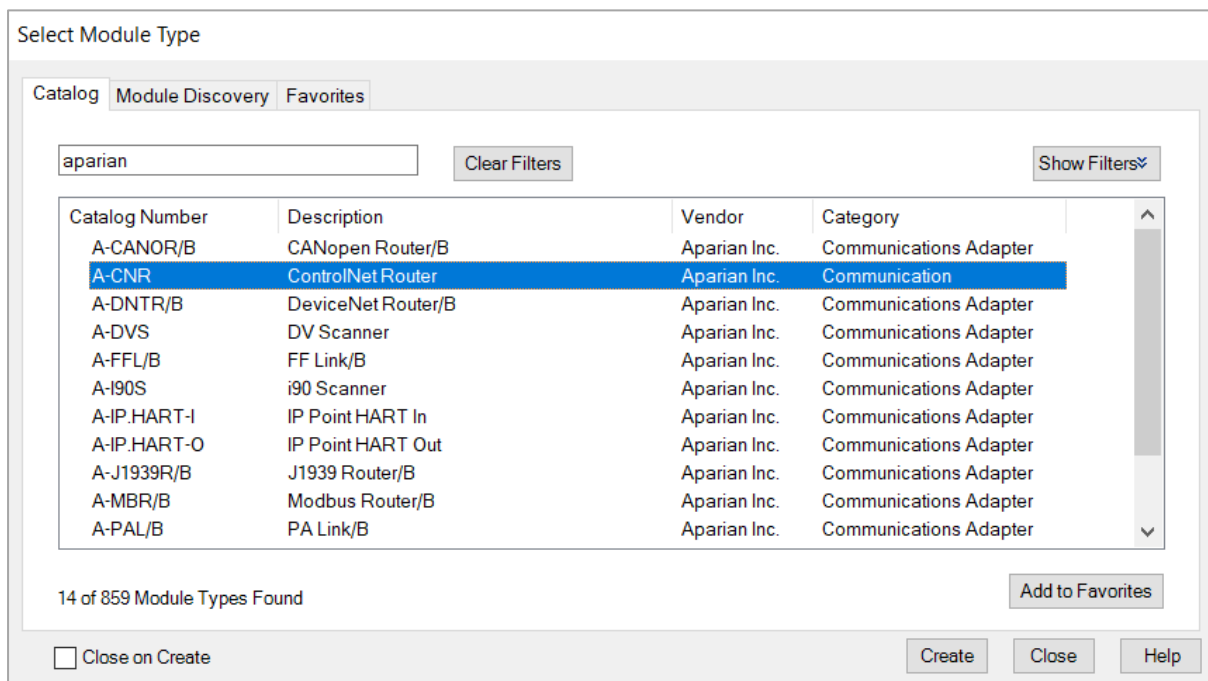 Select Module Type
Catalog Module Discovery Favorites
aparian Clear Filters Show Filters
Catalog Number Description Vendor Category
A-CANOR/B CANopen Router/B Aparian Inc. Communications Adapter
A-CNR ControlNet Router Aparian Inc. Communication
A-DNTR/B DeviceNet Router/B Aparian Inc. Communications Adapter
A-DVS DV Scanner Aparian Inc. Communications Adapter
A-FFL/B FF Link/B Aparian Inc. Communications Adapter
A-I90S i90 Scanner Aparian Inc. Communications Adapter
A-IP.HART-I IP Point HART In Aparian Inc. Communications Adapter
A-IP.HART-O IP Point HART Out Aparian Inc. Communications Adapter
A-J1939R/B J1939 Router/B Aparian Inc. Communications Adapter
A-MBR/B Modbus Router/B Aparian Inc. Communications Adapter
A-PAL/B PA Link/B Aparian Inc. Communications Adapter
14 of 859 Module Types Found Add to Favorites
Close on Create Create Close Help